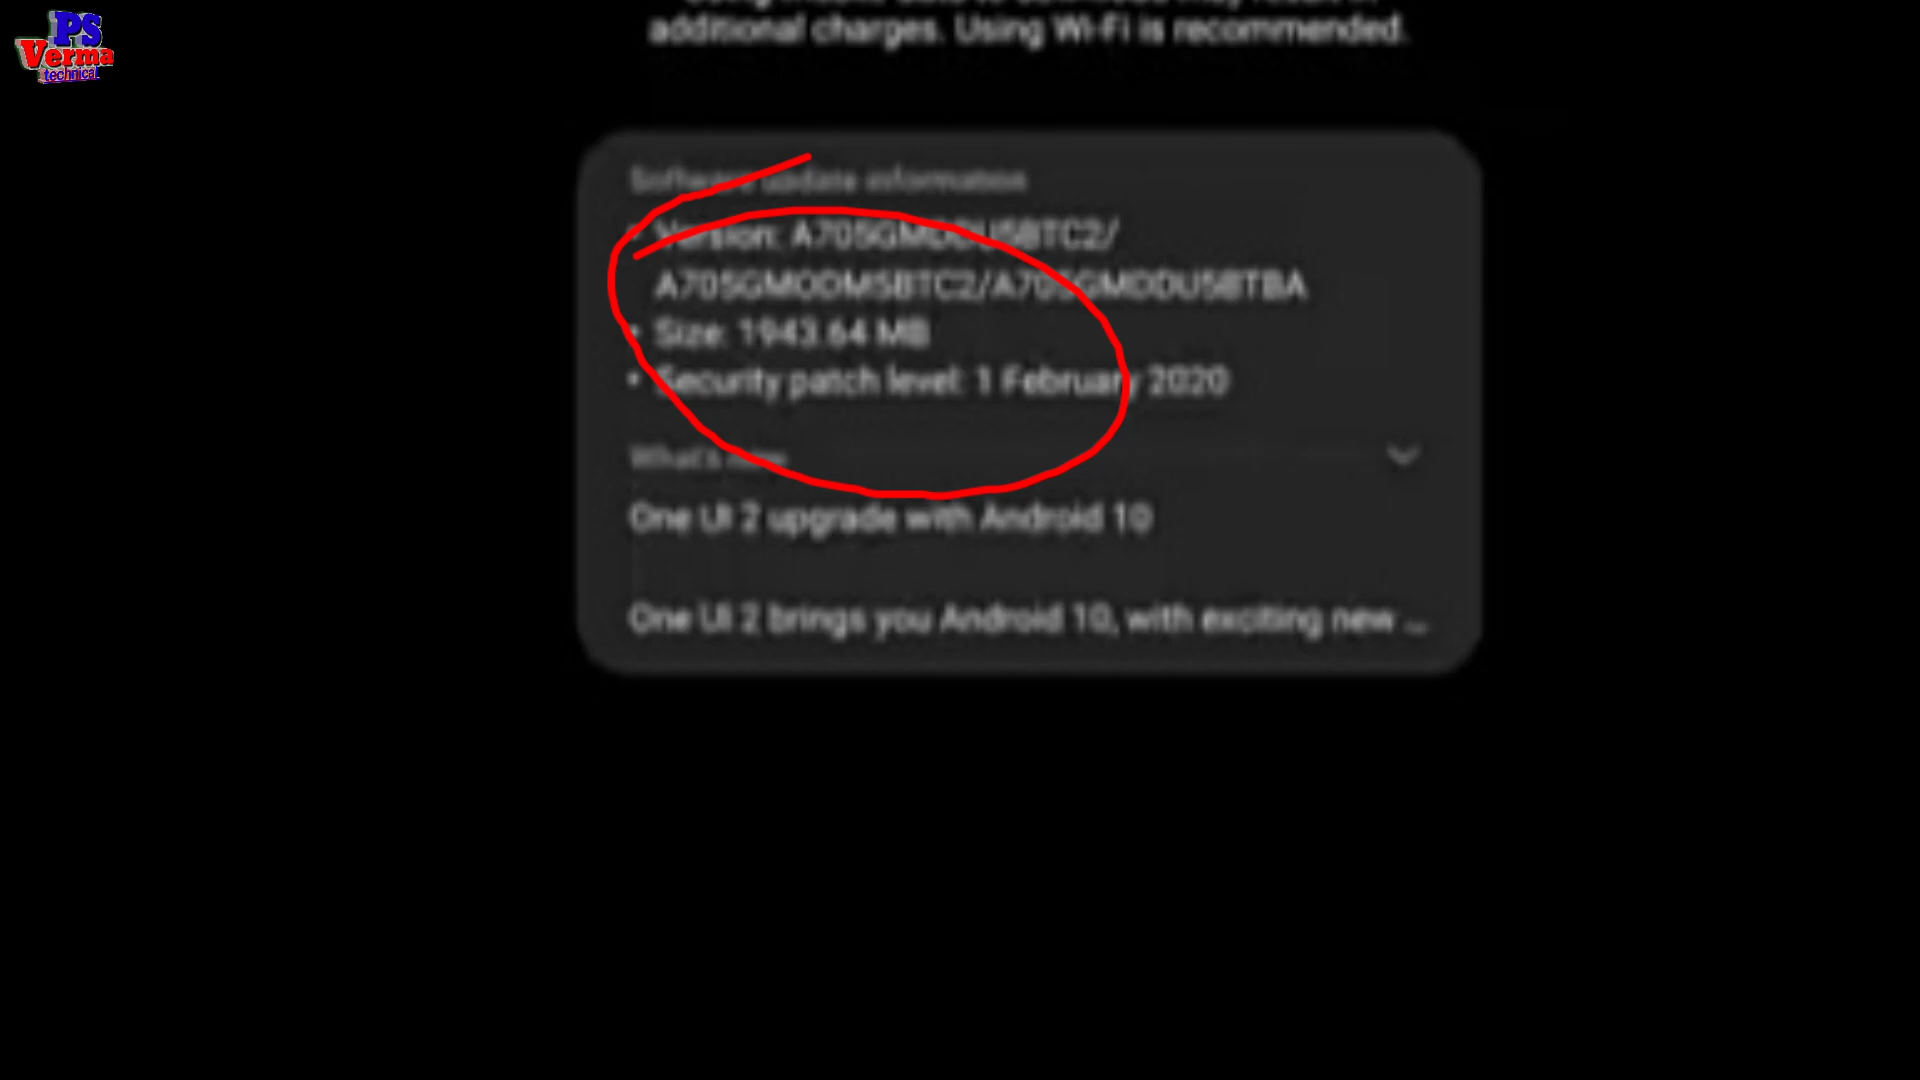 PS
Verma
technical
additional charges. Using Wi-Fi is recommended.
Software update information
• Version: A705GMDDU5BTC2/
A705GMODM5BTC2/A705GMDDU5BTBA
• Size: 1943.64 MB
• Security patch level: 1 February 2020
What's new
One UI 2 upgrade with Android 10
One UI 2 brings you Android 10, with exciting new ...